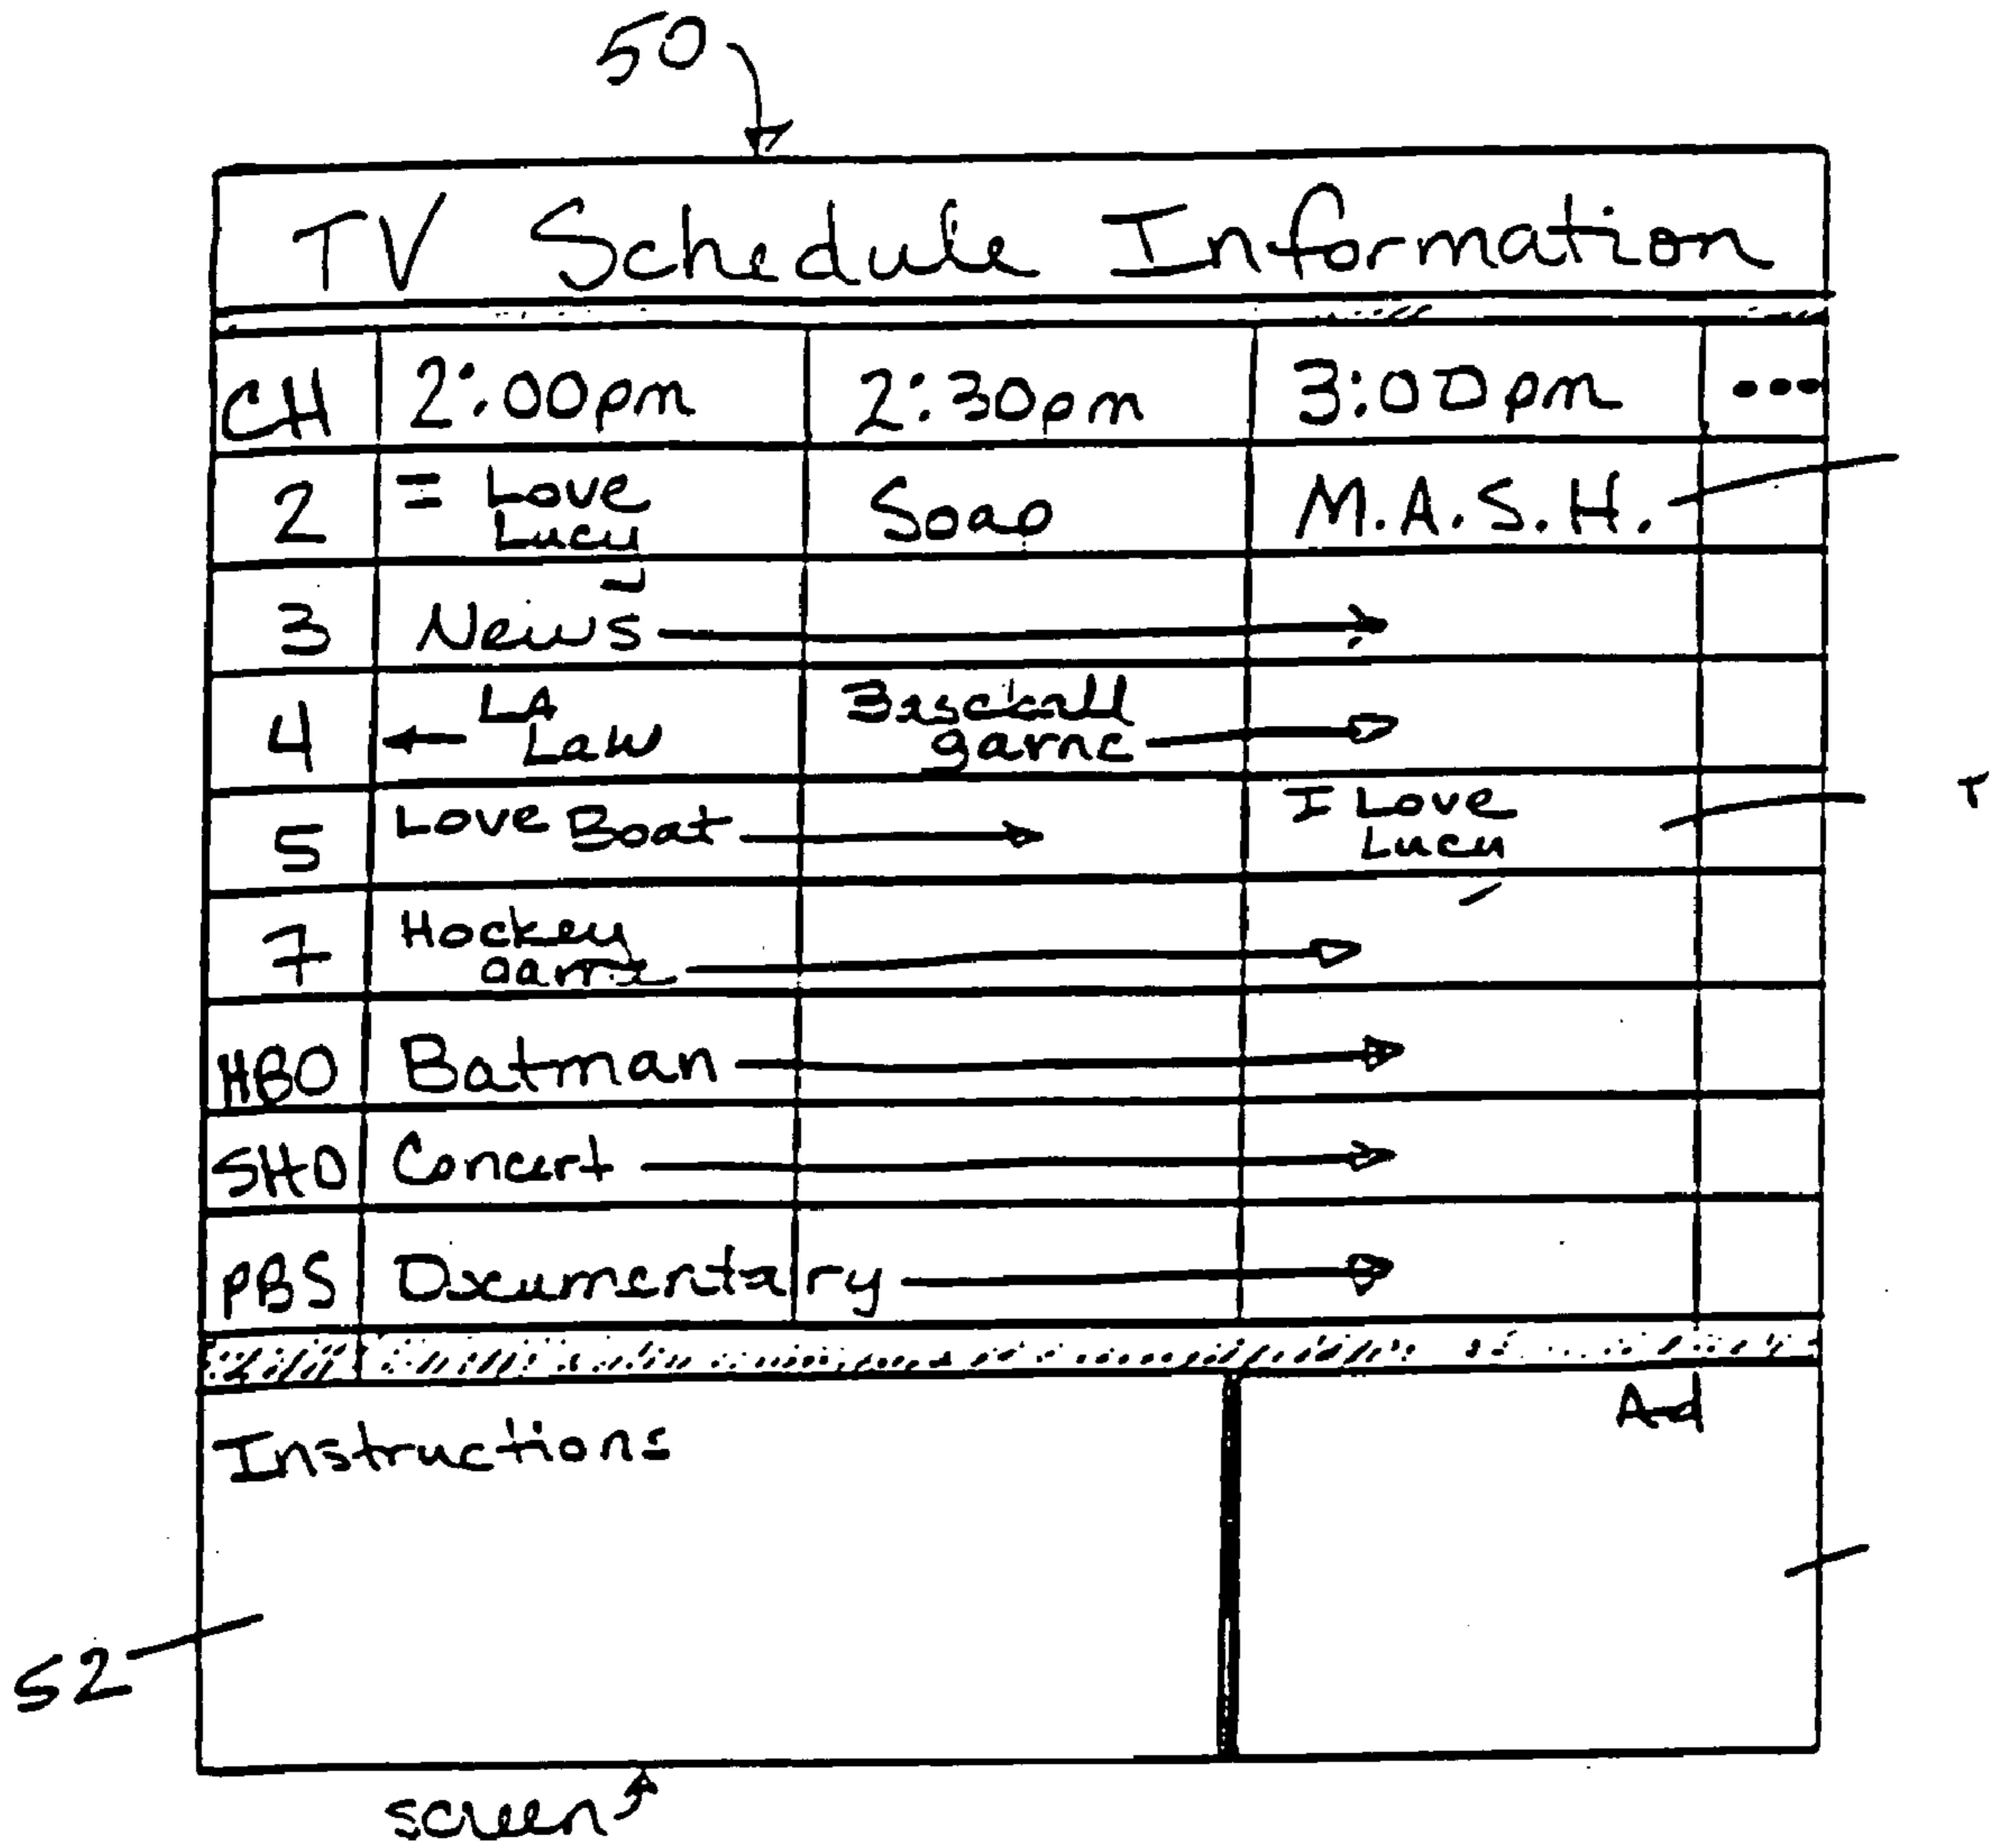 50
TV Schedule Information
CH 2:00pm 2:30pm 3:00pm •••
2 I Love Lucy Soap M.A.S.H.
3 News
4 LA Law Baseball game
5 Love Boat I Love Lucy
7 Hockey game
HBO Batman
SHO Concert
PBS Documentary
Ad
Instructions
52
screen